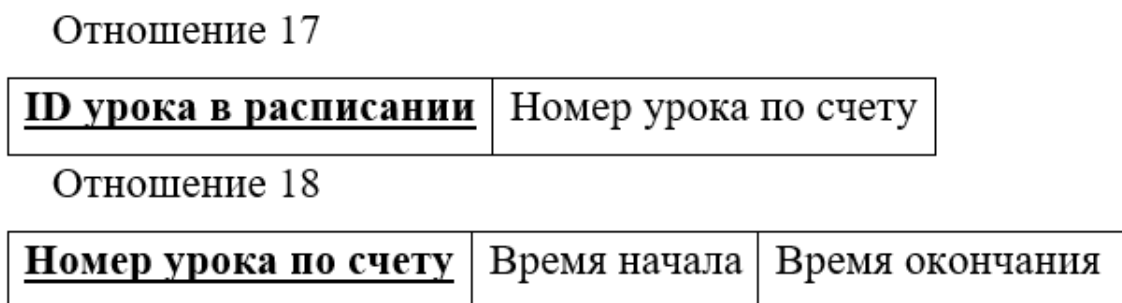 Отношение 17
ID урока в расписании Номер урока по счету
Отношение 18
Номер урока по счету Время начала Время окончания